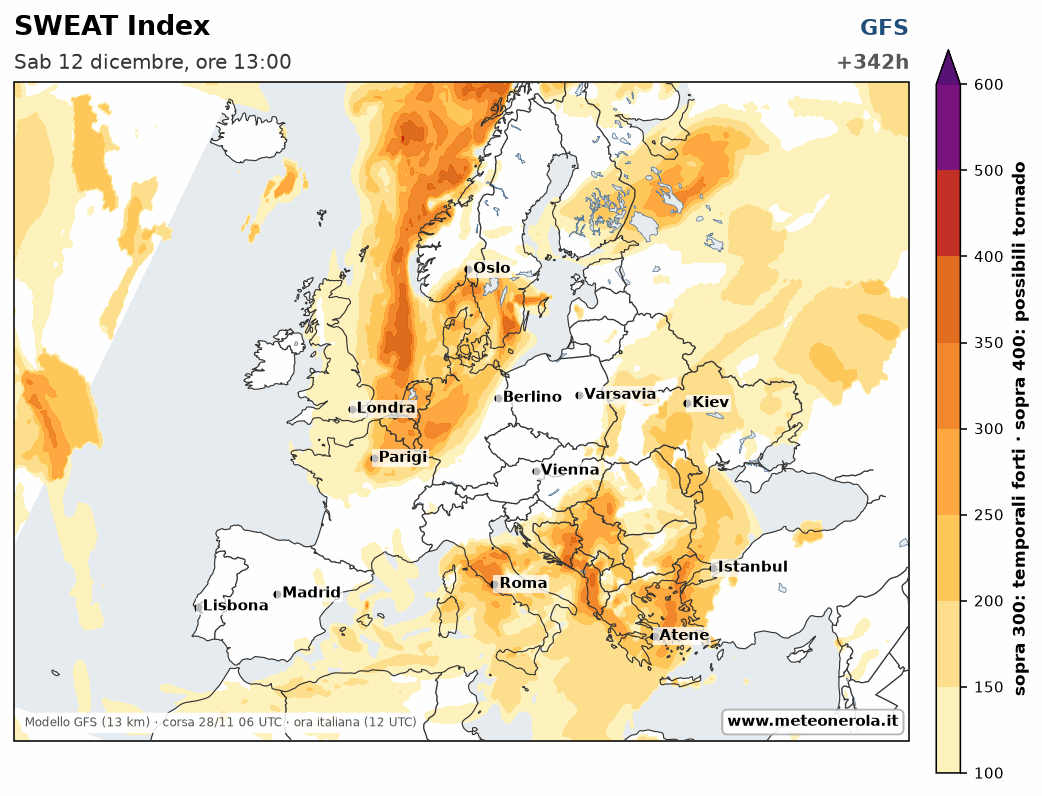 SWEAT Index
GFS
Sab 12 dicembre, ore 13:00
+342h
600
500
400
350
300
250
200
150
100
sopra 300: temporali forti · sopra 400: possibili tornado
Oslo
Londra
Berlino
Varsavia
Kiev
Parigi
Vienna
Istanbul
Roma
Madrid
Lisbona
Atene
Modello GFS (13 km) · corsa 28/11 06 UTC · ora italiana (12 UTC)
www.meteonerola.it